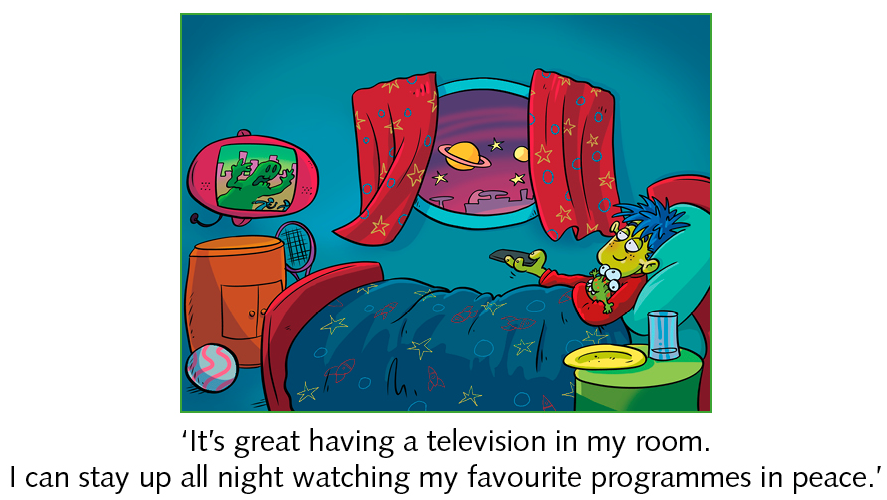 ‘It’s great having a television in my room.
I can stay up all night watching my favourite programmes in peace.’